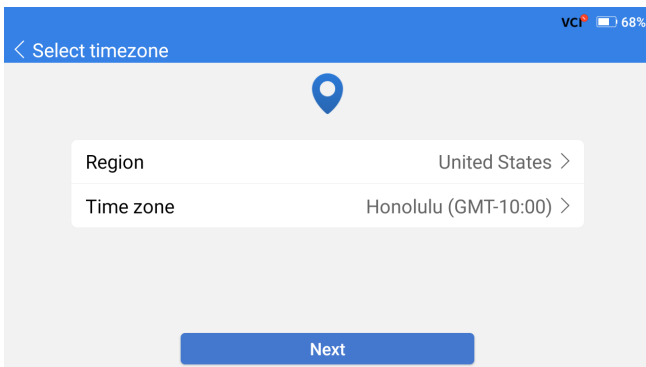 VCI 68%
Select timezone
Region United States
Time zone Honolulu (GMT-10:00)
Next